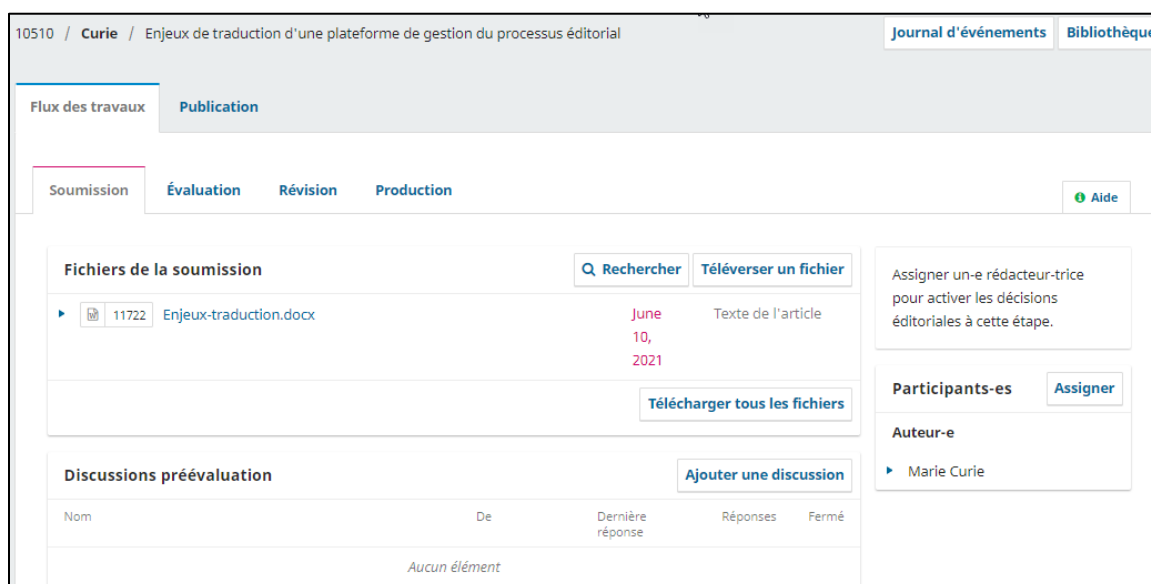 10510 / Curie / Enjeux de traduction d'une plateforme de gestion du processus éditorial
Journal d'événements
Bibliothèque
Flux des travaux
Publication
Soumission
Évaluation
Révision
Production
Aide
Fichiers de la soumission
Rechercher
Téléverser un fichier
11722
Enjeux-traduction.docx
June
10,
2021
Texte de l'article
Télécharger tous les fichiers
Discussions préévaluation
Ajouter une discussion
Nom
De
Dernière
réponse
Réponses
Fermé
Aucun élément
Assigner un-e rédacteur-trice
pour activer les décisions
éditoriales à cette étape.
Participants-es
Assigner
Auteur-e
Marie Curie